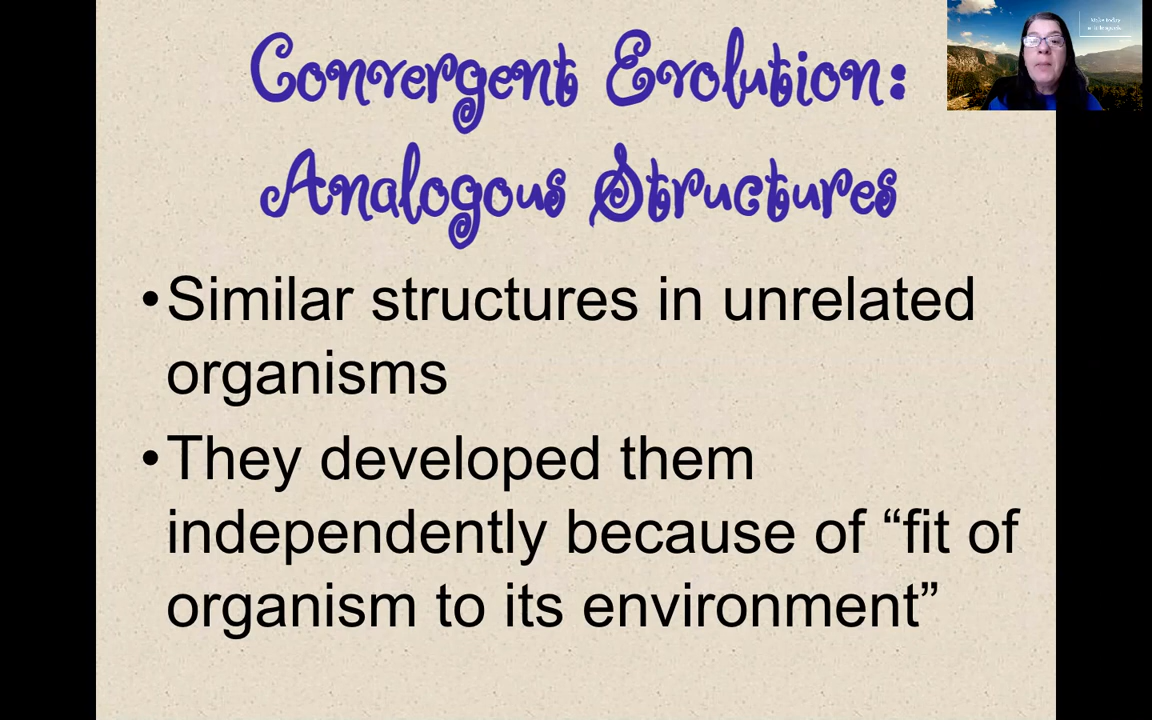 Convergent Evolution:
Analogous Structures
•Similar structures in unrelated
organisms
•They developed them
independently because of “fit of
organism to its environment”